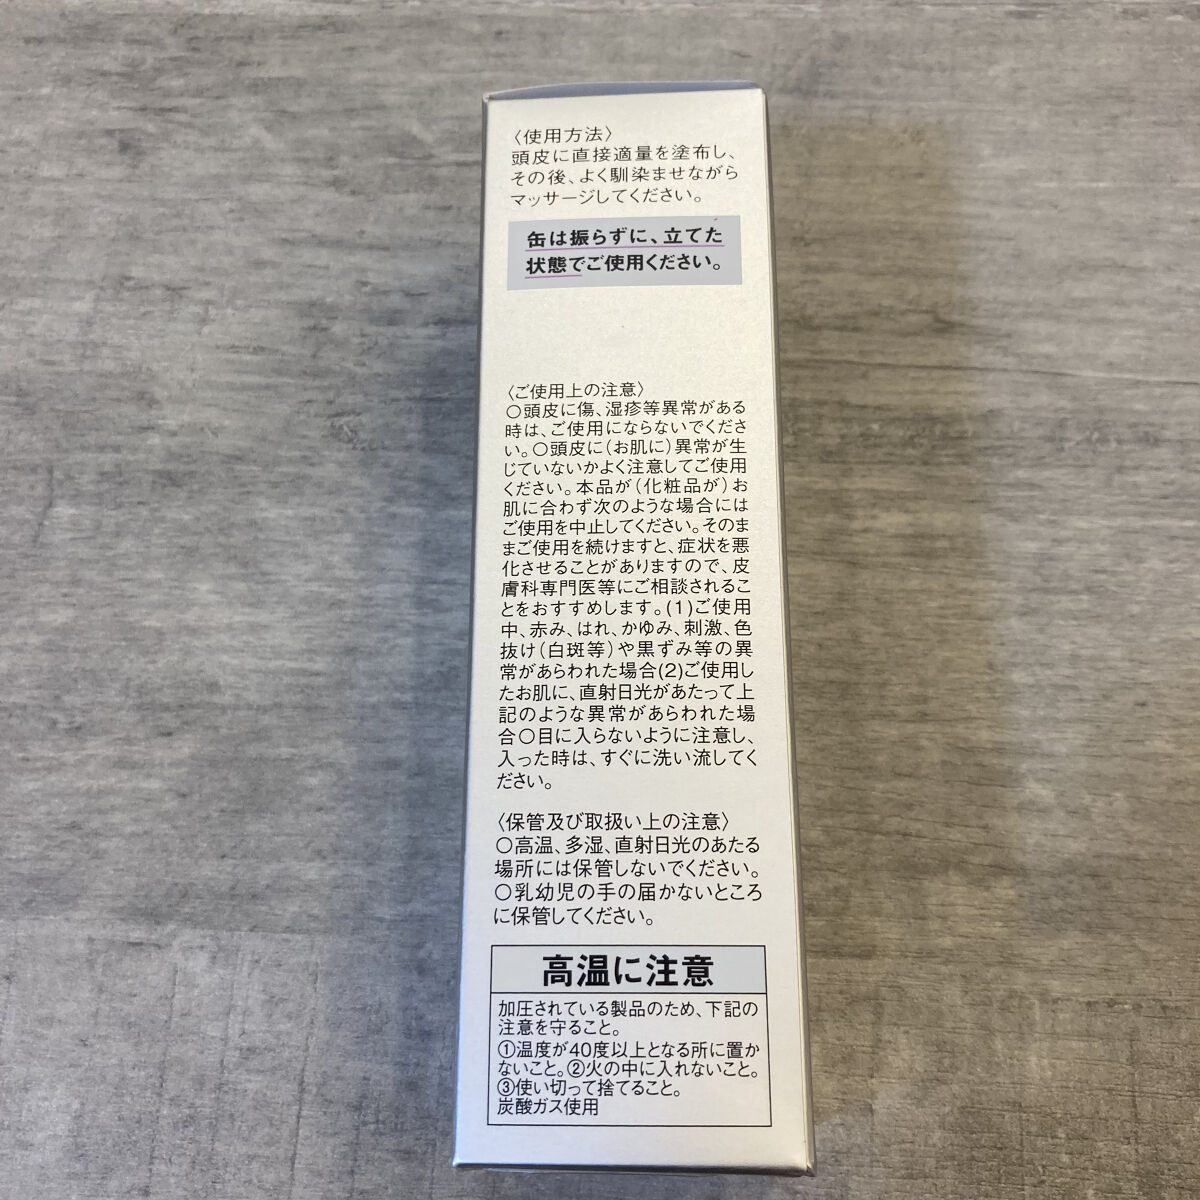 〈使用方法〉
頭皮に直接適量を塗布し、
その後、よく馴染ませながら
マッサージしてください。
缶は振らずに、立てた
状態でご使用ください。
〈ご使用上の注意〉
○頭皮に傷、湿疹等異常がある
時は、ご使用にならないでくださ
い。○頭皮に(お肌に)異常が生
じていないかよく注意してご使用
ください。本品が(化粧品が)お
肌に合わず次のような場合には
ご使用を中止してください。そのま
まご使用を続けますと、症状を悪
化させることがありますので、皮
膚科専門医等にご相談されるこ
とをおすすめします。(1)ご使用
中、赤み、はれ、かゆみ、刺激、色
抜け(白斑等)や黒ずみ等の異
常があらわれた場合(2)ご使用し
たお肌に、直射日光があたって上
記のような異常があらわれた場
合○目に入らないように注意し、
入った時は、すぐに洗い流してく
ださい。
〈保管及び取扱い上の注意〉
○高温、多湿、直射日光のあたる
場所には保管しないでください。
○乳幼児の手の届かないところ
に保管してください。
高温に注意
加圧されている製品のため、下記の
注意を守ること。
①温度が40度以上となる所に置か
ないこと。②火の中に入れないこと。
③使い切って捨てること。
炭酸ガス使用